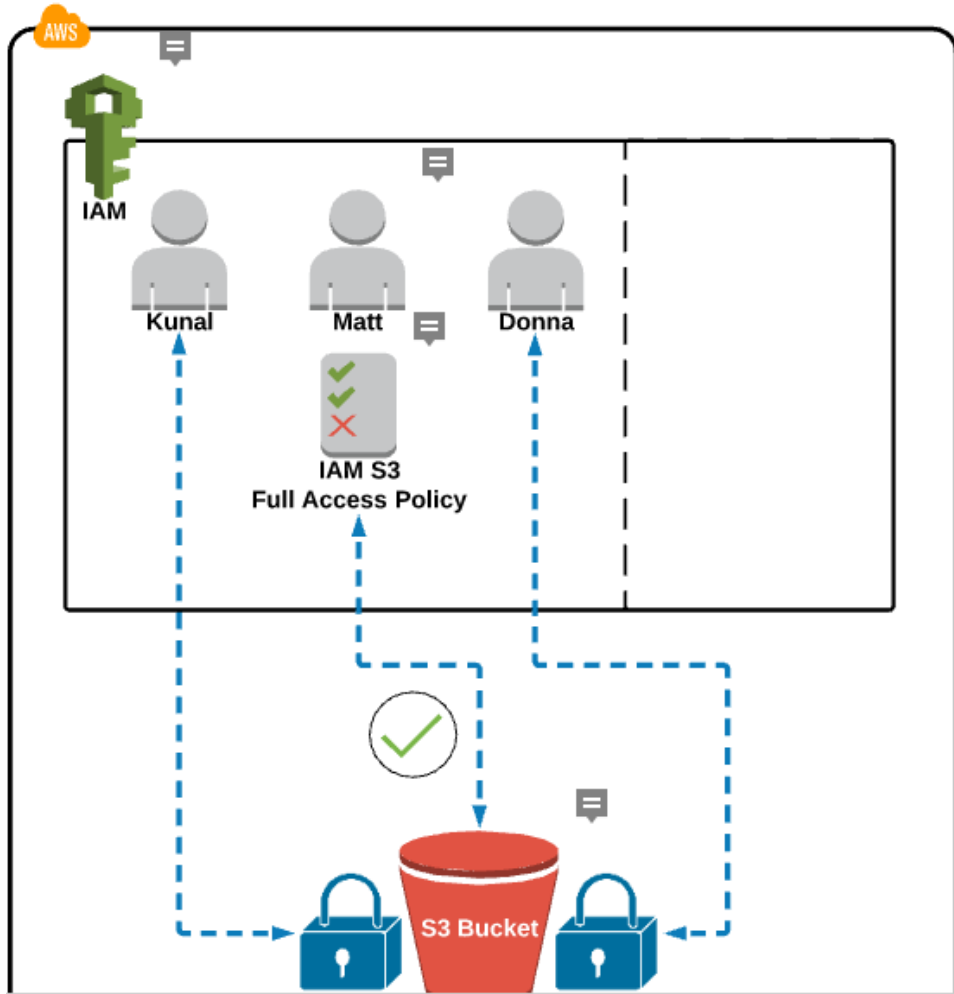 AWS
IAM
Kunal
Matt
Donna
IAM S3
Full Access Policy
S3 Bucket